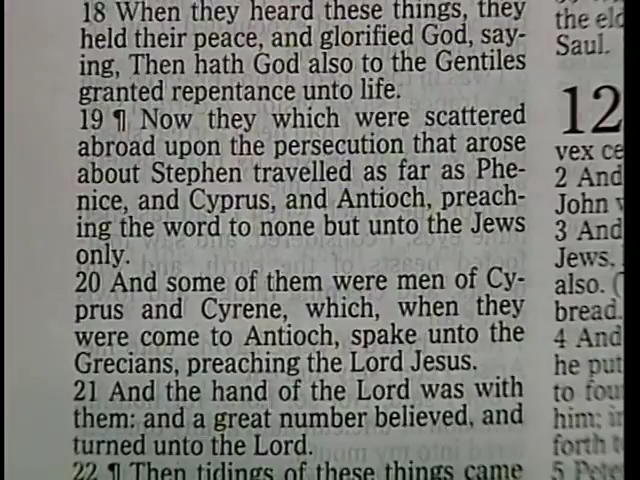 18 When they heard these things, they
held their peace, and glorified God, say-
ing, Then hath God also to the Gentiles
granted repentance unto life.
19 ¶ Now they which were scattered
abroad upon the persecution that arose
about Stephen travelled as far as Phe-
nice, and Cyprus, and Antioch, preach-
ing the word to none but unto the Jews
only.
20 And some of them were men of Cy-
prus and Cyrene, which, when they
were come to Antioch, spake unto the
Grecians, preaching the Lord Jesus.
21 And the hand of the Lord was with
them: and a great number believed, and
turned unto the Lord.
22 ¶ Then tidings of these things came
the
Saul.
12
vex
2 And
John
3 And
Jews.
also.
bread.
4 And
he put
to
him:
forth
5